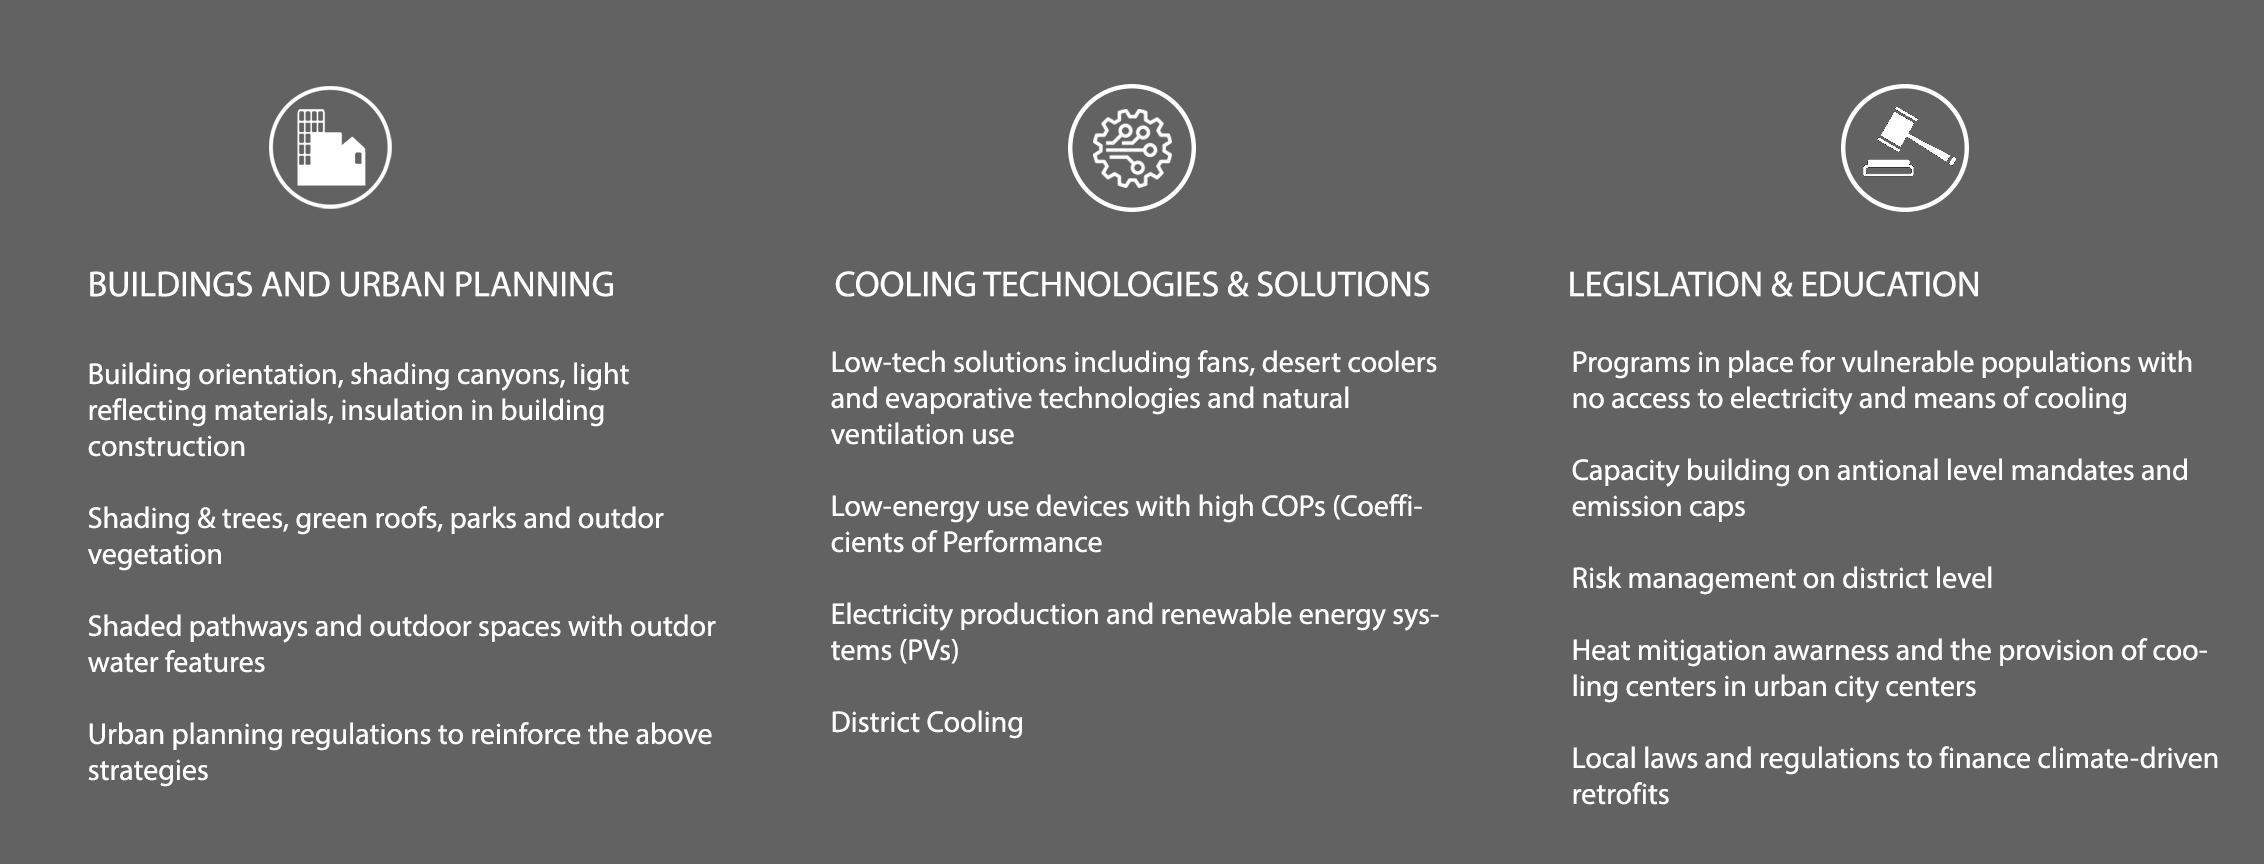 BUILDINGS AND URBAN PLANNING
Building orientation, shading canyons, light
reflecting materials, insulation in building
construction
Shading & trees, green roofs, parks and outdor
vegetation
Shaded pathways and outdoor spaces with outdor
water features
Urban planning regulations to reinforce the above
strategies
COOLING TECHNOLOGIES & SOLUTIONS
Low-tech solutions including fans, desert coolers
and evaporative technologies and natural
ventilation use
Low-energy use devices with high COPs (Coeffi-
cients of Performance
Electricity production and renewable energy sys-
tems (PVs)
District Cooling
LEGISLATION & EDUCATION
Programs in place for vulnerable populations with
no access to electricity and means of cooling
Capacity building on antional level mandates and
emission caps
Risk management on district level
Heat mitigation awarness and the provision of coo-
ling centers in urban city centers
Local laws and regulations to finance climate-driven
retrofits